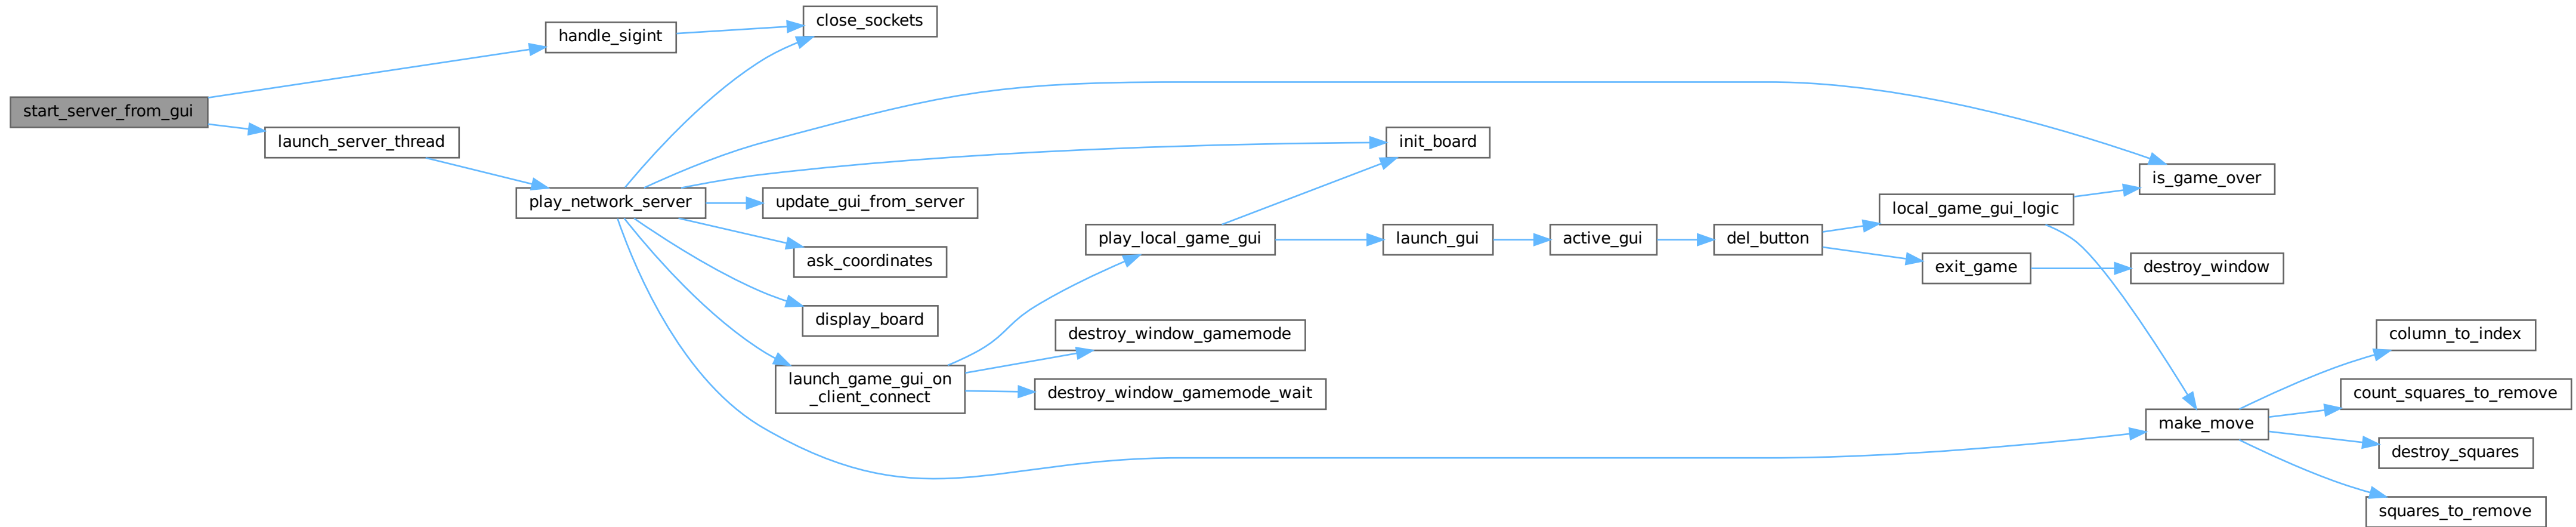 close_sockets
handle_sigint
start_server_from_gui
launch_server_thread
init_board
is_game_over
play_network_server
update_gui_from_server
local_game_gui_logic
play_local_game_gui
launch_gui
active_gui
del_button
ask_coordinates
exit_game
destroy_window
display_board
destroy_window_gamemode
column_to_index
launch_game_gui_on
_client_connect
destroy_window_gamemode_wait
count_squares_to_remove
make_move
destroy_squares
squares_to_remove